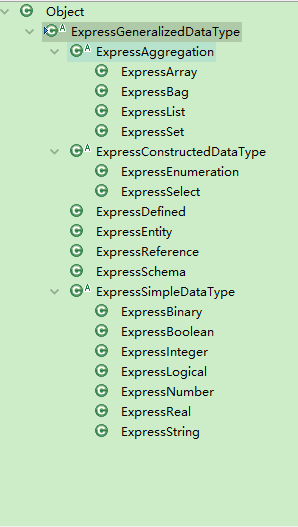 Object
ExpressGeneralizedDataType
ExpressAggregation
ExpressArray
ExpressBag
ExpressList
ExpressSet
ExpressConstructedDataType
ExpressEnumeration
ExpressSelect
ExpressDefined
ExpressEntity
ExpressReference
ExpressSchema
ExpressSimpleDataType
ExpressBinary
ExpressBoolean
ExpressInteger
ExpressLogical
ExpressNumber
ExpressReal
ExpressString